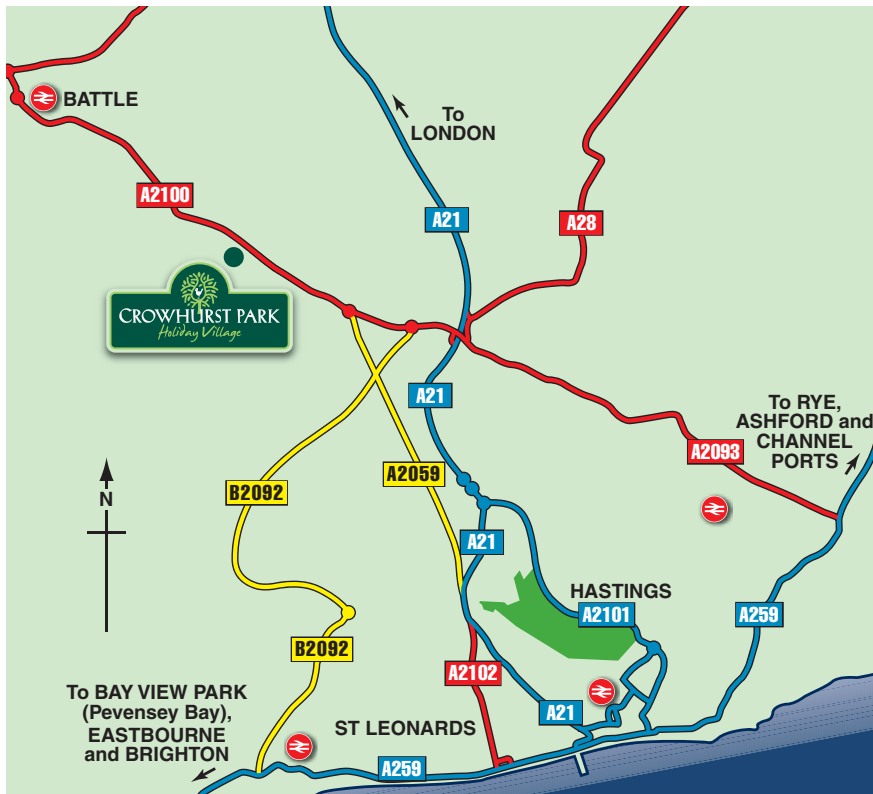 BATTLE
To
LONDON
A2100
A21
A28
CROWHURST PARK
Holiday Village
A21
To RYE,
ASHFORD and
CHANNEL
PORTS
A2093
A2059
B2092
N
A21
HASTINGS
A2101
A259
B2092
A2102
To BAY VIEW PARK
(Pevensey Bay),
EASTBOURNE
and BRIGHTON
ST LEONARDS
A21
A259